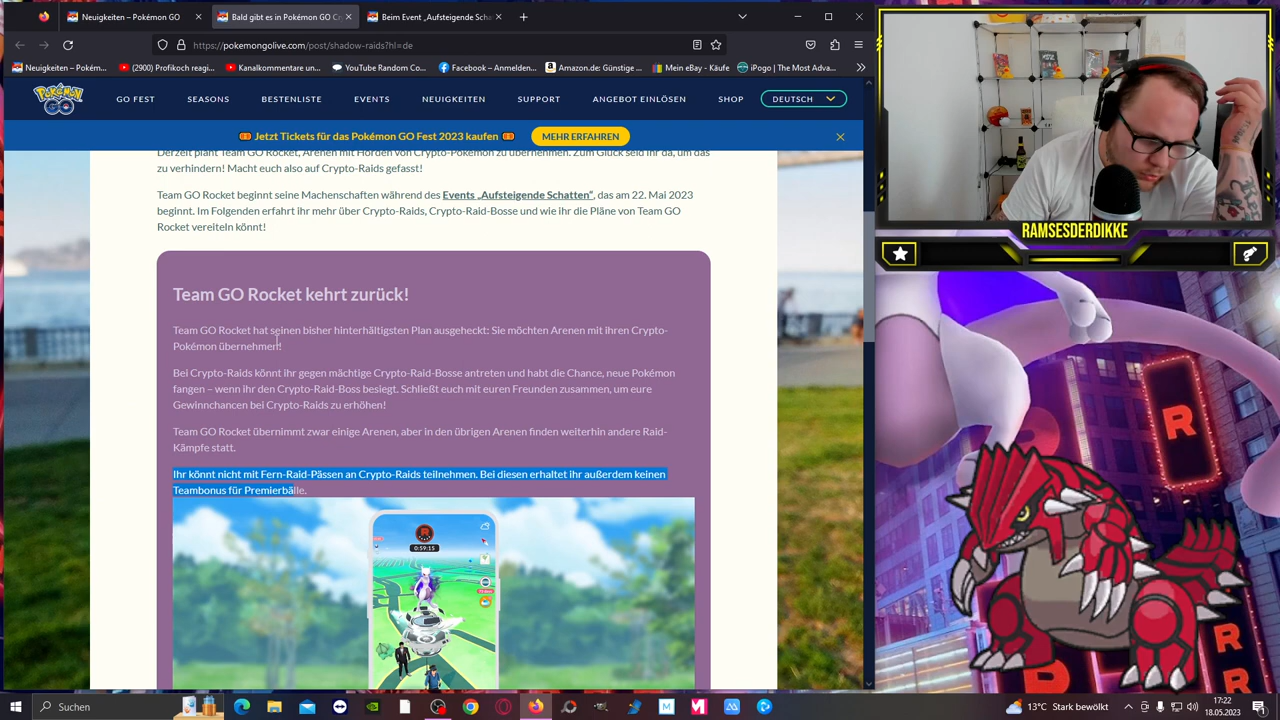 Neuigkeiten – Pokémon GO
Bald gibt es in Pokémon GO C
Beim Event „Aufsteigende Scha
https://pokemongolive.com/post/shadow-raids?hl=de
Neuigkeiten – Pokém...
(2900) Profikoch reagi...
Kanalkommentare un...
YouTube Banner
Facebook – Anmelden...
Amazon.de: Günstige ...
Mein eBay - Käufe
iPogo | The Most Adva...
Pokémon GO
GO FEST
SEASONS
BESTENLISTE
EVENTS
NEUIGKEITEN
SUPPORT
ANGEBOT EINLÖSEN
SHOP
DEUTSCH
Jetzt Tickets für das Pokémon GO Fest 2023 kaufen
MEHR ERFAHREN
Derzeit plant Team GO Rocket, Arenen mit Horden von Crypto-Pokémon zu übernehmen. Zum Glück seid ihr da, um das
zu verhindern! Macht euch also auf Crypto-Raids gefasst!
Team GO Rocket beginnt seine Machenschaften während des Events „Aufsteigende Schatten“, das am 22. Mai 2023
beginnt. Im Folgenden erfahrt ihr mehr über Crypto-Raids, Crypto-Raid-Bosse und wie ihr die Pläne von Team GO
Rocket vereiteln könnt!
Team GO Rocket kehrt zurück!
Team GO Rocket hat seinen bisher hinterhältigsten Plan ausgeheckt: Sie möchten Arenen mit ihren Crypto-
Pokémon übernehmen!
Bei Crypto-Raids könnt ihr gegen mächtige Crypto-Raid-Bosse antreten und habt die Chance, neue Pokémon
fangen – wenn ihr den Crypto-Raid-Boss besiegt. Schließt euch mit euren Freunden zusammen, um eure
Gewinnchancen bei Crypto-Raids zu erhöhen!
Team GO Rocket übernimmt zwar einige Arenen, aber in den übrigen Arenen finden weiterhin andere Raid-
Kämpfe statt.
Ihr könnt nicht mit Fern-Raid-Pässen an Crypto-Raids teilnehmen. Bei diesen erhaltet ihr außerdem keinen
Teambonus für Premierbälle.
0:59:15
RAMSESDERDIKKE
R
R
R
Suchen
13°C Stark bewölkt
17:22
18.05.2023